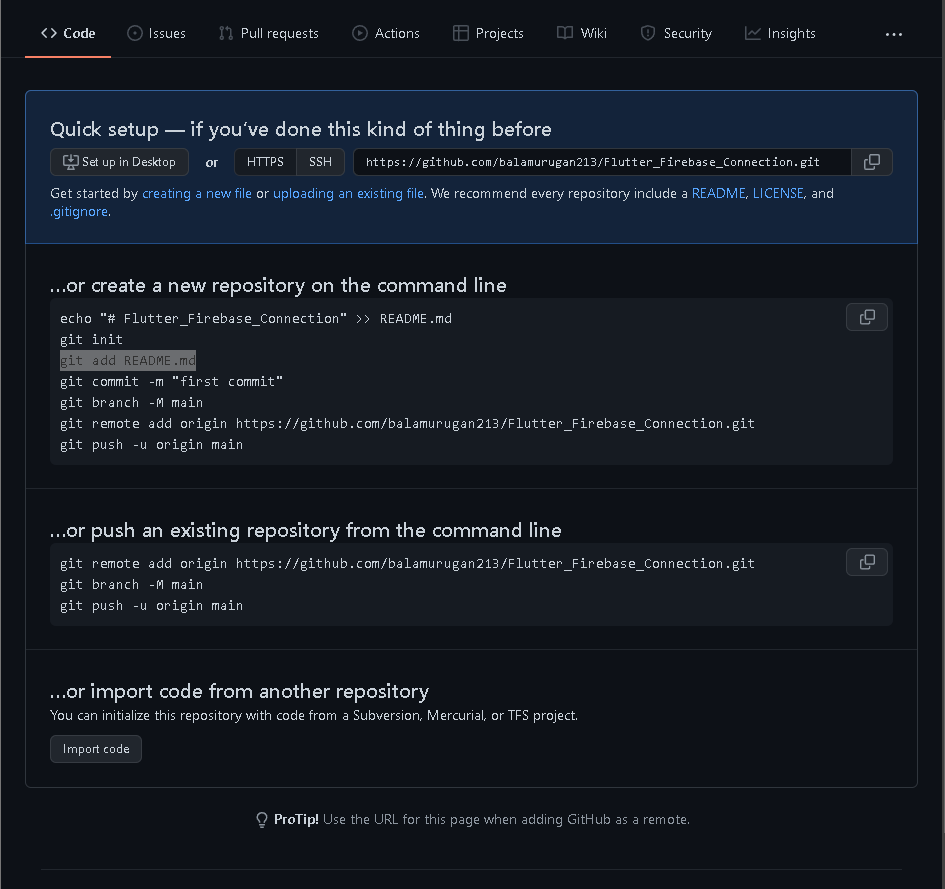 Code Issues Pull requests Actions Projects Wiki Security Insights ...
Quick setup — if you've done this kind of thing before
Set up in Desktop or HTTPS SSH https://github.com/balamurugan213/Flutter_Firebase_Connection.git
Get started by creating a new file or uploading an existing file. We recommend every repository include a README, LICENSE, and
.gitignore.
…or create a new repository on the command line
echo "# Flutter_Firebase_Connection" >> README.md
git init
git add README.md
git commit -m "first commit"
git branch -M main
git remote add origin https://github.com/balamurugan213/Flutter_Firebase_Connection.git
git push -u origin main
…or push an existing repository from the command line
git remote add origin https://github.com/balamurugan213/Flutter_Firebase_Connection.git
git branch -M main
git push -u origin main
…or import code from another repository
You can initialize this repository with code from a Subversion, Mercurial, or TFS project.
Import code
ProTip! Use the URL for this page when adding GitHub as a remote.